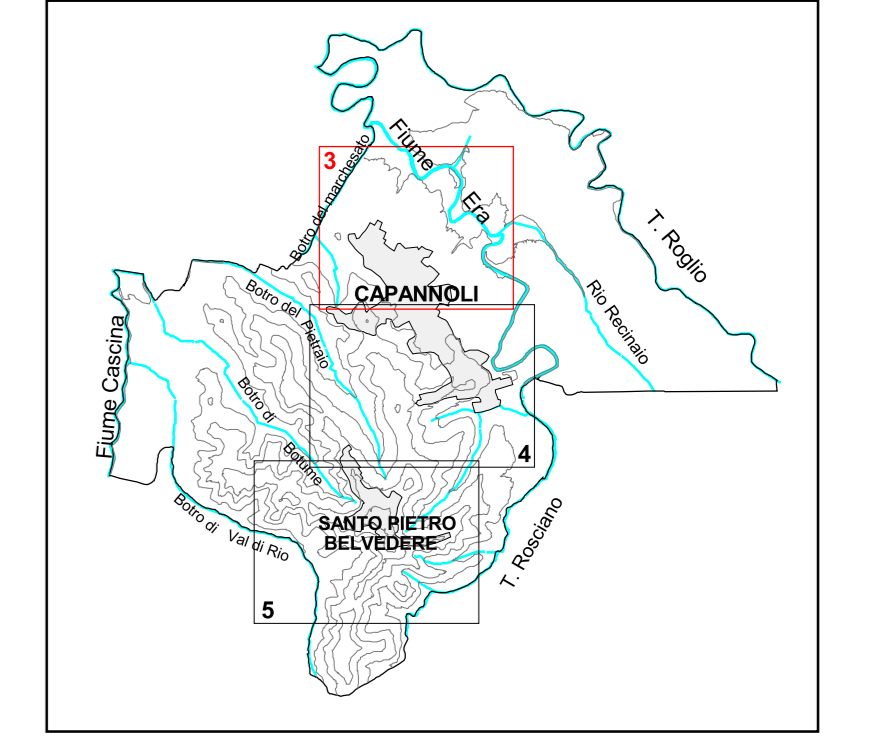 Fiume
Era
3
Botro del marchesato
T. Roglio
CAPANNOLI
Botro del Pietraio
Rio Recinaio
Fiume Cascina
Botro di
Botume
4
Botro di
Val di Rio
SANTO PIETRO
BELVEDERE
T. Rosciano
5